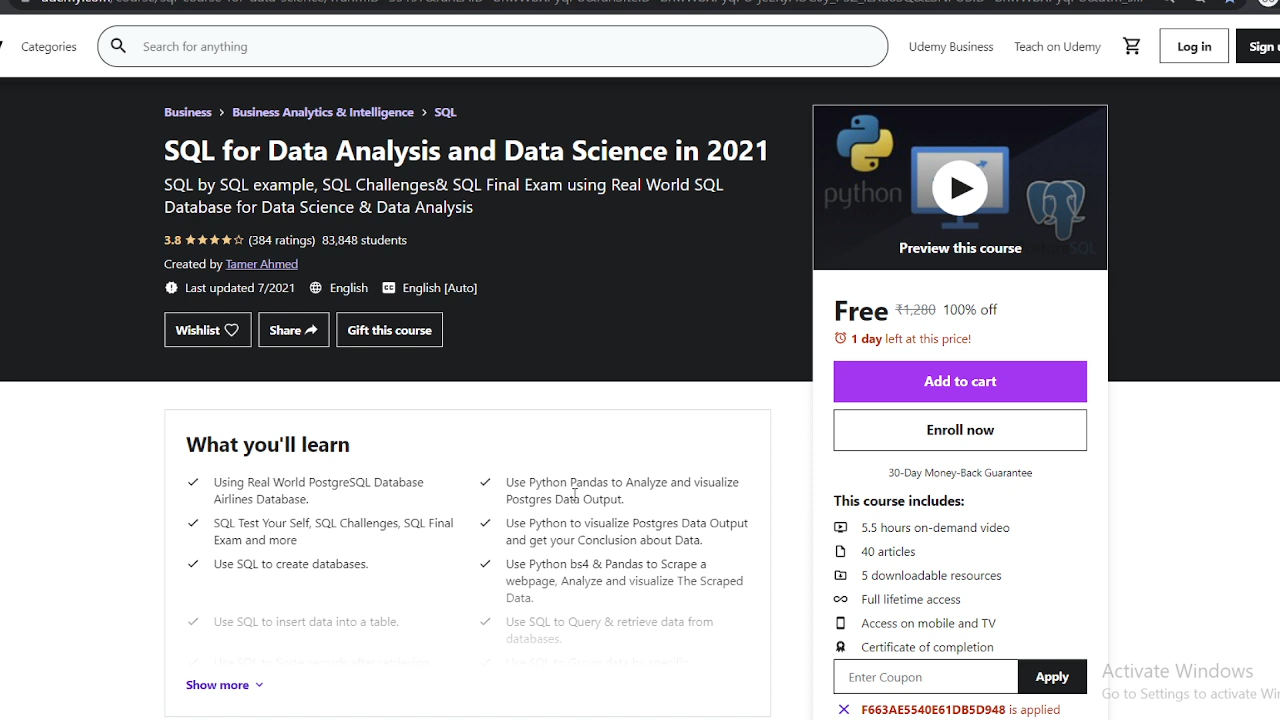 Categories
Search for anything
Udemy Business
Teach on Udemy
Log in
Sign
Business > Business Analytics & Intelligence > SQL
SQL for Data Analysis and Data Science in 2021
SQL by SQL example, SQL Challenges& SQL Final Exam using Real World SQL
Database for Data Science & Data Analysis
3.8 (384 ratings) 83,848 students
Created by Tamer Ahmed
Last updated 7/2021 English CC English [Auto]
Wishlist
Share
Gift this course
python
Preview this course
SQL
Free ₹1,280 100% off
1 day left at this price!
Add to cart
Enroll now
30-Day Money-Back Guarantee
This course includes:
5.5 hours on-demand video
40 articles
5 downloadable resources
Full lifetime access
Access on mobile and TV
Certificate of completion
Enter Coupon
Apply
F663AE5540E61DB5D948 is applied
What you'll learn
Using Real World PostgreSQL Database
Airlines Database.
SQL Test Your Self, SQL Challenges, SQL Final
Exam and more
Use SQL to create databases.
Use SQL to insert data into a table.
Use Python Pandas to Analyze and visualize
Postgres Data Output.
Use Python to visualize Postgres Data Output
and get your Conclusion about Data.
Use Python bs4 & Pandas to Scrape a
webpage, Analyze and visualize The Scraped
Data.
Use SQL to Query & retrieve data from
databases.
Show more
Activate Windows
Go to Settings to activate